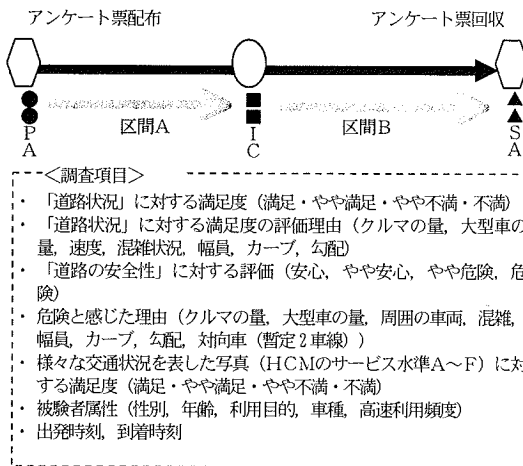 アンケート票配布
アンケート票回収
区間A
区間B
PA
IC
SA
<調査項目>
・ 「道路状況」に対する満足度(満足・やや満足・やや不満・不満)
・ 「道路状況」に対する満足度の評価理由(クルマの量,大型車の
量,速度,混雑状況,幅員,カーブ,勾配)
・ 「道路の安全性」に対する評価(安心,やや安心,やや危険,危
険)
・ 危険と感じた理由(クルマの量,大型車の量,周囲の車両,混雑,
幅員,カーブ,勾配,対向車(暫定2車線))
・ 様々な交通状況を表した写真(HCMのサービス水準A~F)に対
する満足度(満足・やや満足・やや不満・不満)
・ 被験者属性(性別,年齢,利用目的,車種,高速利用頻度)
・ 出発時刻,到着時刻